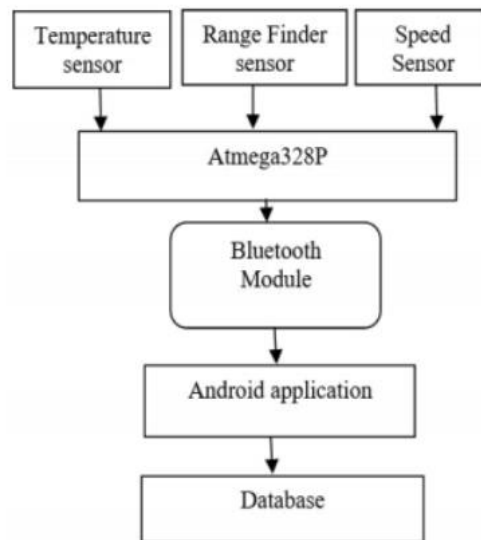 Temperature
sensor
Range Finder
sensor
Speed
Sensor
Atmega328P
Bluetooth
Module
Android application
Database